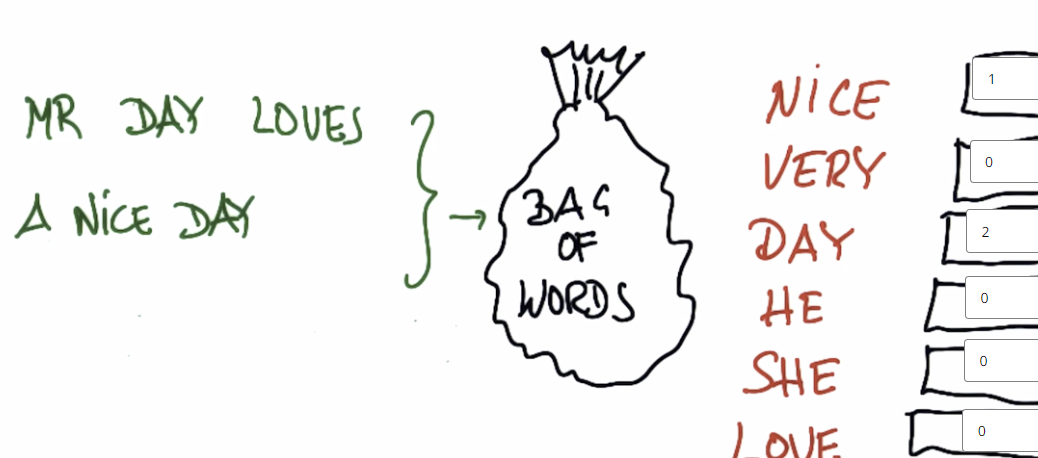 MR DAY LOVES
A NICE DAY
BAG
OF
WORDS
NICE 1
VERY 0
DAY 2
HE 0
SHE 0
LOVE 0